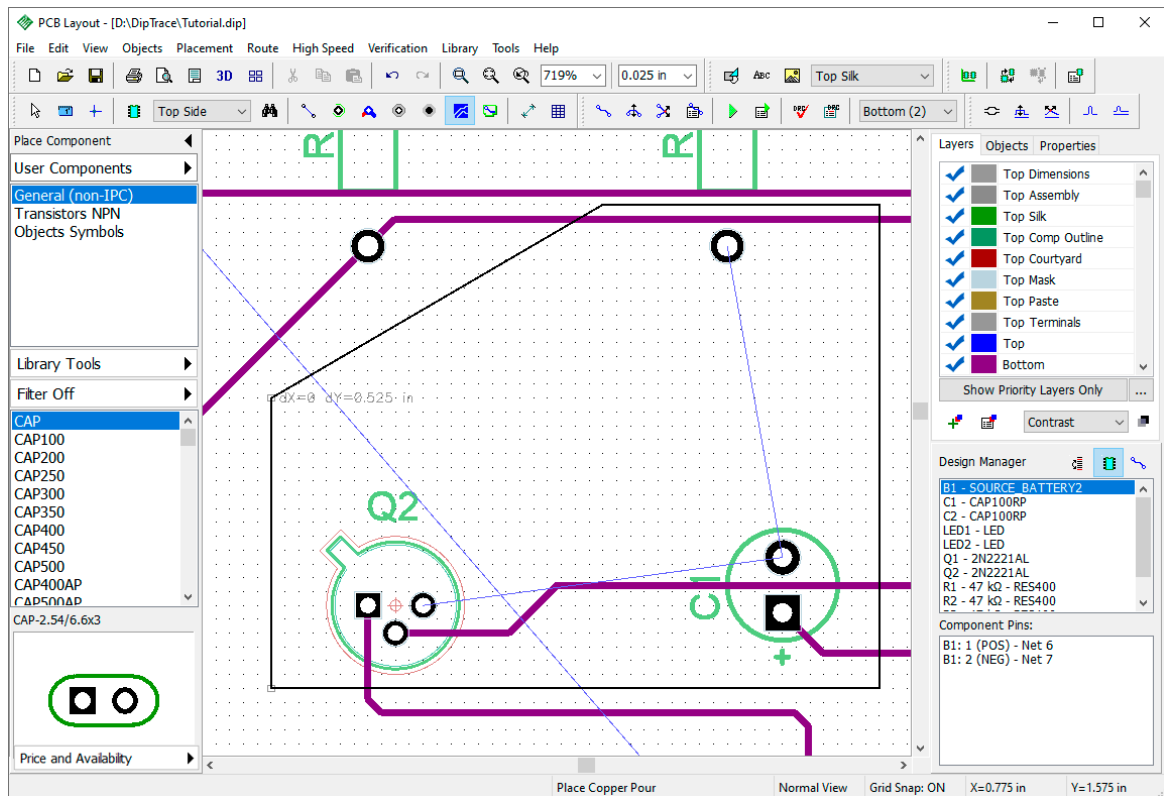 PCB Layout - [D:\DipTrace\Tutorial.dip]
File Edit View Objects Placement Route High Speed Verification Library Tools Help
3D 719% 0.025 in ABC Top Silk
Top Side DRC Bottom (2)
Place Component
User Components
General (non-IPC)
Transistors NPN
Objects Symbols
Library Tools
Filter Off
CAP
CAP100
CAP200
CAP250
CAP300
CAP350
CAP400
CAP450
CAP500
CAP400AP
CAP500AP
CAP-2.54/6.6x3
Price and Availabilty
R
R
dX=0 dY=0.525 in
Q2
C1
+
Layers Objects Properties
Top Dimensions
Top Assembly
Top Silk
Top Comp Outline
Top Courtyard
Top Mask
Top Paste
Top Terminals
Top
Bottom
Show Priority Layers Only ...
Contrast
Design Manager
B1 - SOURCE_BATTERY2
C1 - CAP100RP
C2 - CAP100RP
LED1 - LED
LED2 - LED
Q1 - 2N2221AL
Q2 - 2N2221AL
R1 - 47 kΩ - RES400
R2 - 47 kΩ - RES400
Component Pins:
B1: 1 (POS) - Net 6
B1: 2 (NEG) - Net 7
Place Copper Pour Normal View Grid Snap: ON X=0.775 in Y=1.575 in